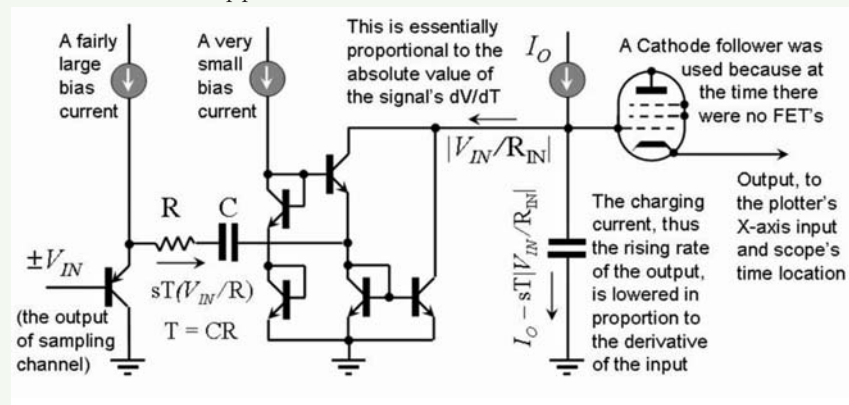 A fairly
large
bias
current
A very
small
bias
current
This is essentially
proportional to the
absolute value of
the signal's dV/dT
I_O
A Cathode follower was
used because at
the time there
were no FET's
|V_IN/R_IN|
Output, to
the plotter's
X-axis input
and scope's
time location
R
C
±V_IN
sT(V_IN/R)
T = CR
(the output
of sampling
channel)
I_O – sT|V_IN/R_IN|
The charging
current, thus
the rising rate
of the output,
is lowered in
proportion to
the derivative
of the input